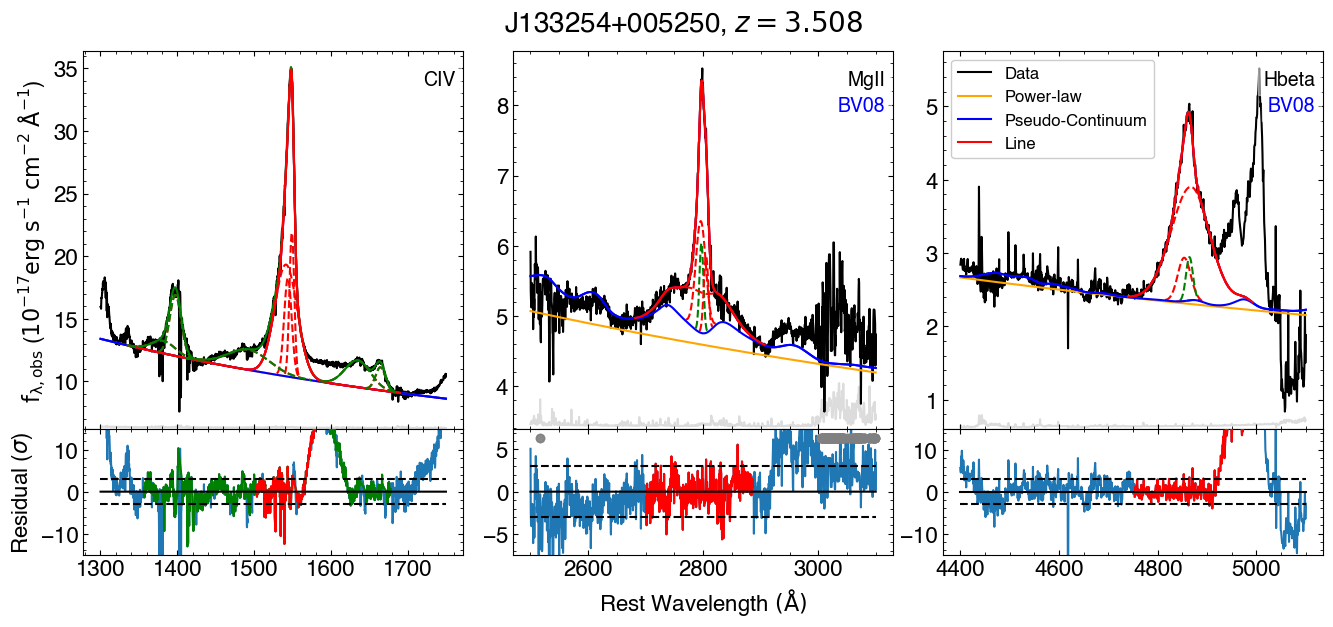 J133254+005250, z = 3.508
fλ,obs (10⁻¹⁷erg s⁻¹ cm⁻² Å⁻¹)
35
30
25
20
15
10
CIV
8
7
6
5
4
MgII
BV08
5
4
3
2
1
Data
Power-law
Pseudo-Continuum
Line
Hbeta
BV08
Residual (σ)
10
0
−10
5
0
−5
10
0
−10
1300 1400 1500 1600 1700
2600 2800 3000
4400 4600 4800 5000
Rest Wavelength (Å)